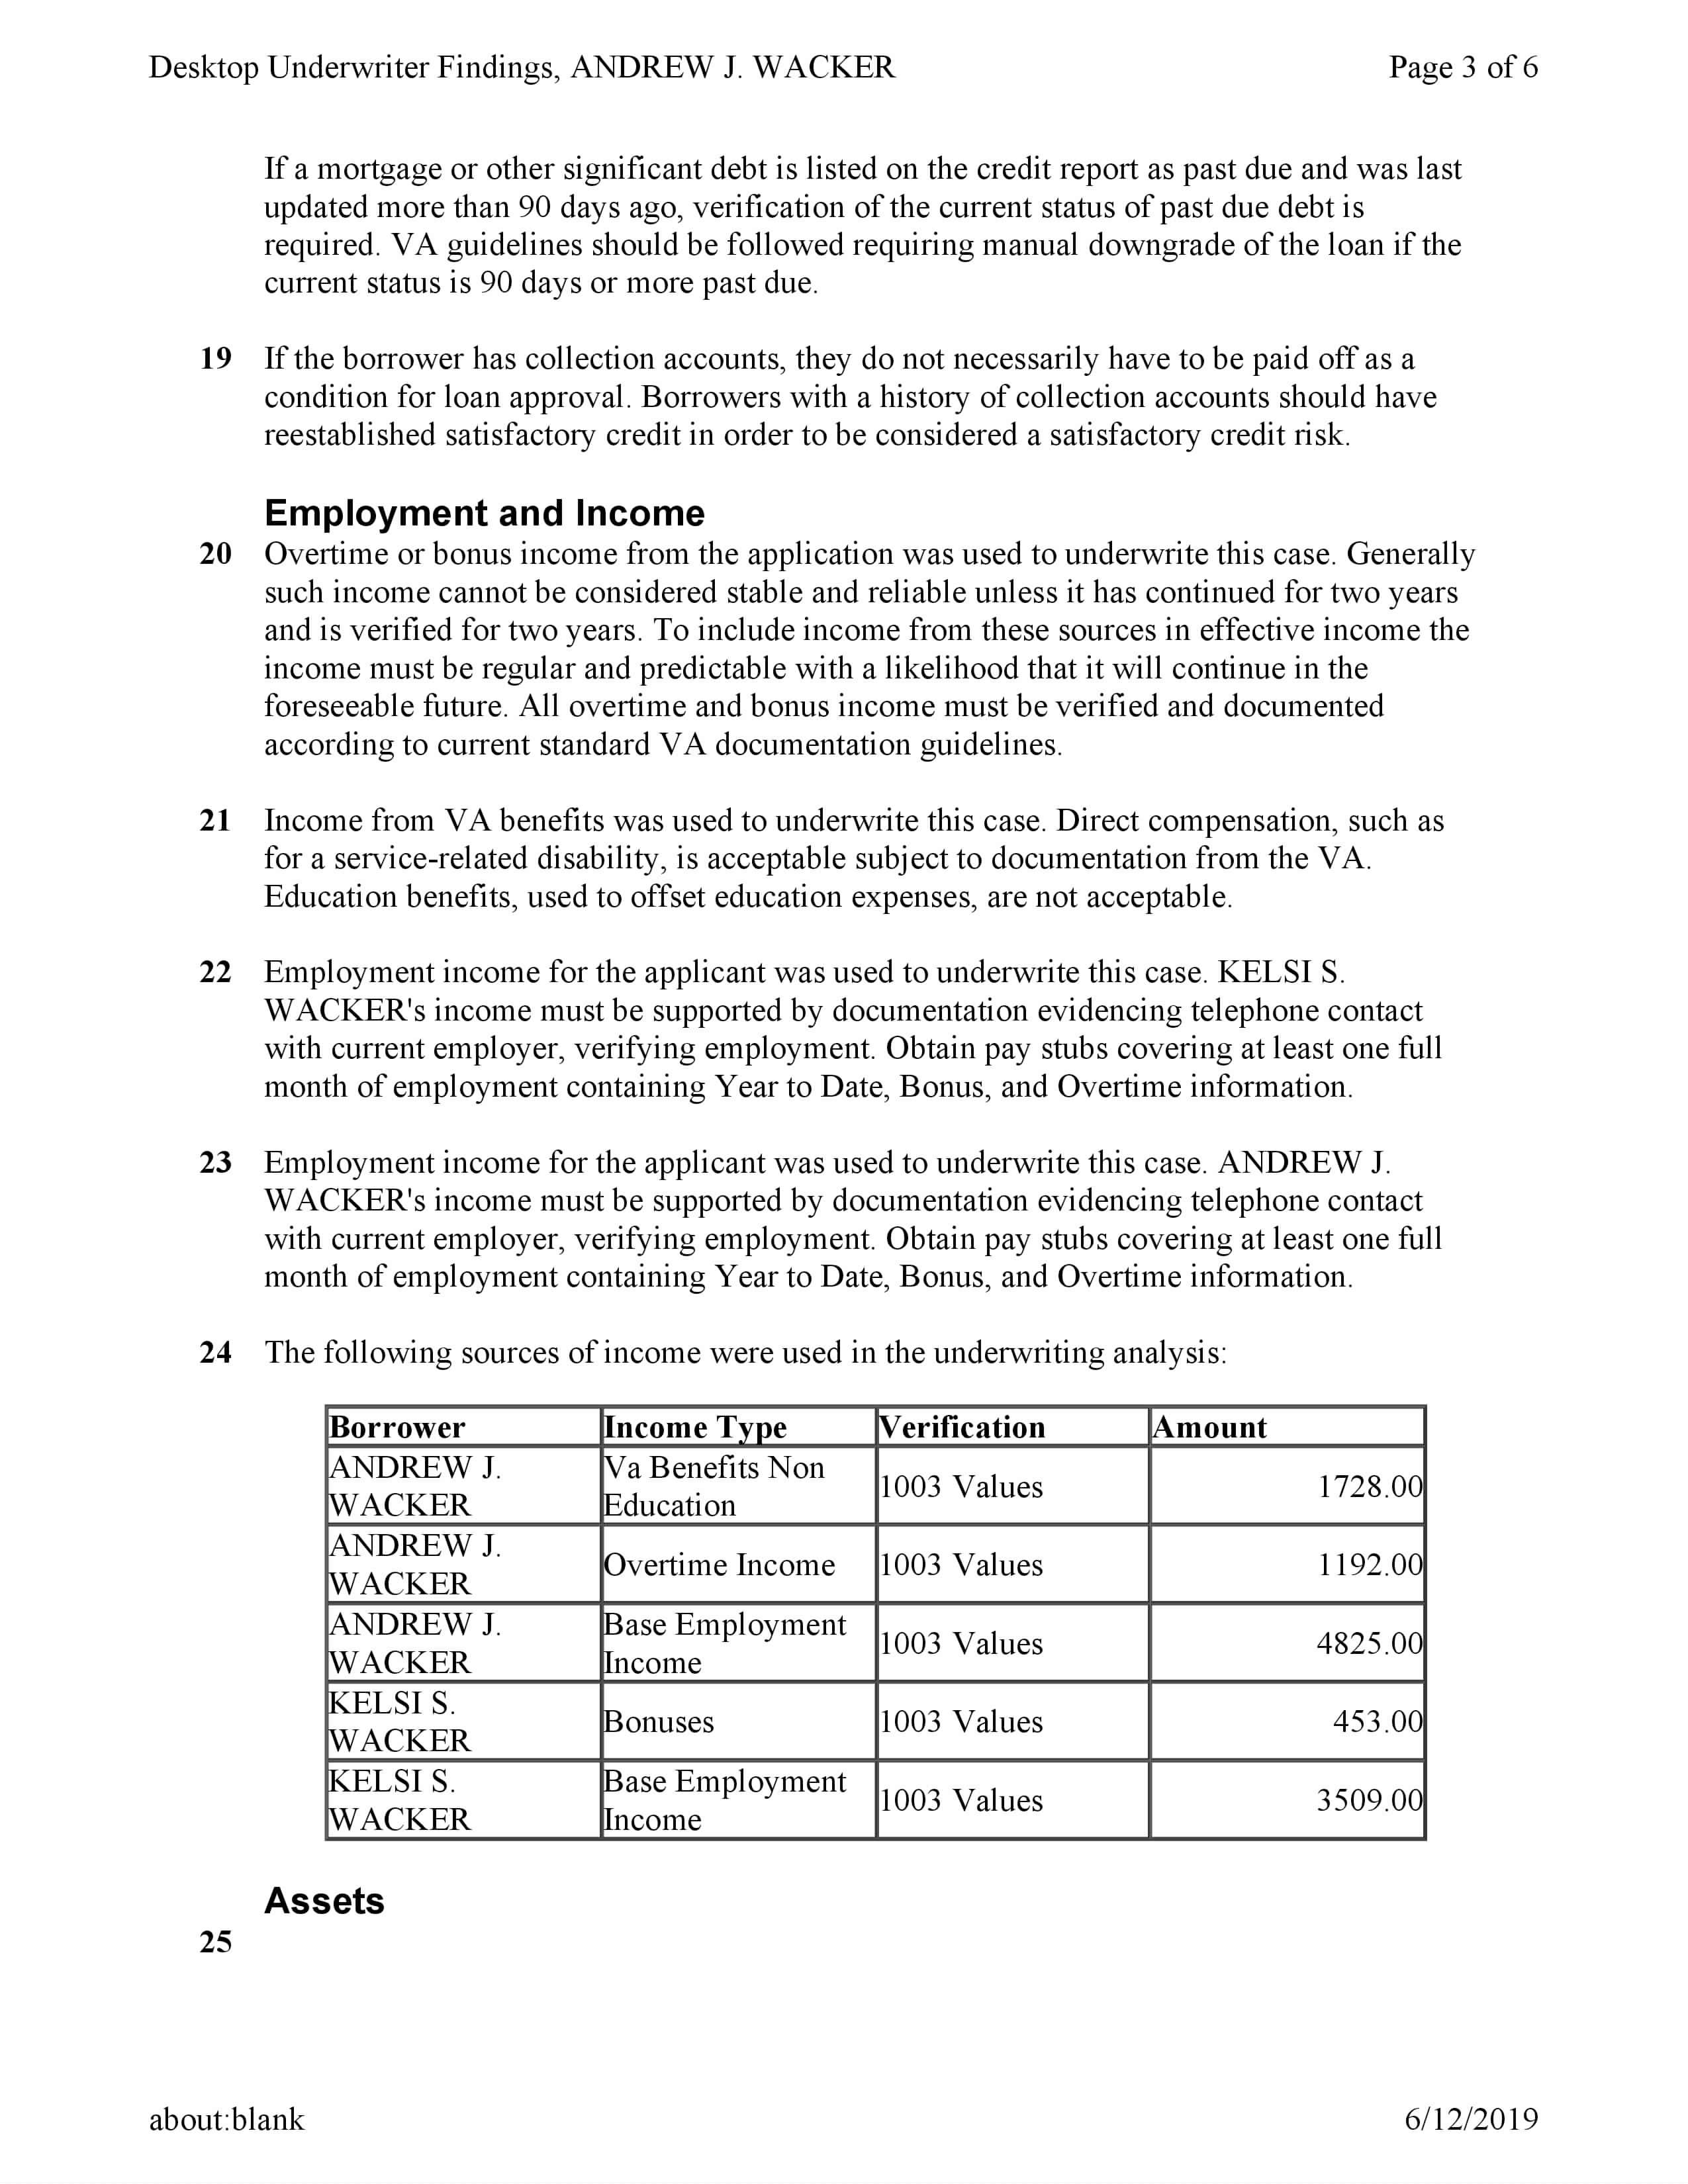 Desktop Underwriter Findings, ANDREW J. WACKER Page 3 of 6
If a mortgage or other significant debt is listed on the credit report as past due and was last
updated more than 90 days ago, verification of the current status of past due debt is
required. VA guidelines should be followed requiring manual downgrade of the loan if the
current status is 90 days or more past due.
19 If the borrower has collection accounts, they do not necessarily have to be paid off as a
condition for loan approval. Borrowers with a history of collection accounts should have
reestablished satisfactory credit in order to be considered a satisfactory credit risk.
Employment and Income
20 Overtime or bonus income from the application was used to underwrite this case. Generally
such income cannot be considered stable and reliable unless it has continued for two years
and is verified for two years. To include income from these sources in effective income the
income must be regular and predictable with a likelihood that it will continue in the
foreseeable future. All overtime and bonus income must be verified and documented
according to current standard VA documentation guidelines.
21 Income from VA benefits was used to underwrite this case. Direct compensation, such as
for a service-related disability, is acceptable subject to documentation from the VA.
Education benefits, used to offset education expenses, are not acceptable.
22 Employment income for the applicant was used to underwrite this case. KELSI S.
WACKER's income must be supported by documentation evidencing telephone contact
with current employer, verifying employment. Obtain pay stubs covering at least one full
month of employment containing Year to Date, Bonus, and Overtime information.
23 Employment income for the applicant was used to underwrite this case. ANDREW J.
WACKER's income must be supported by documentation evidencing telephone contact
with current employer, verifying employment. Obtain pay stubs covering at least one full
month of employment containing Year to Date, Bonus, and Overtime information.
24 The following sources of income were used in the underwriting analysis:
Borrower Income Type Verification Amount
ANDREW J. Va Benefits Non
WACKER Education 1003 Values 1728.00
ANDREW J.
WACKER Overtime Income 1003 Values 1192.00
ANDREW J. Base Employment
WACKER Income 1003 Values 4825.00
KELSI S.
WACKER Bonuses 1003 Values 453.00
KELSI S. Base Employment
WACKER Income 1003 Values 3509.00
Assets
25
about:blank 6/12/2019